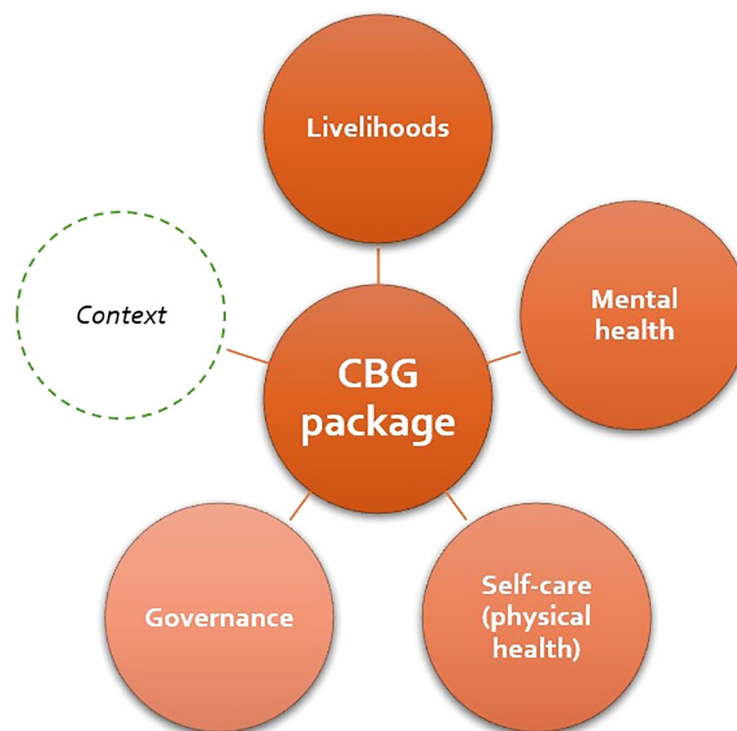 Livelihoods
Mental
health
Context
CBG
package
Self-care
(physical
health)
Governance